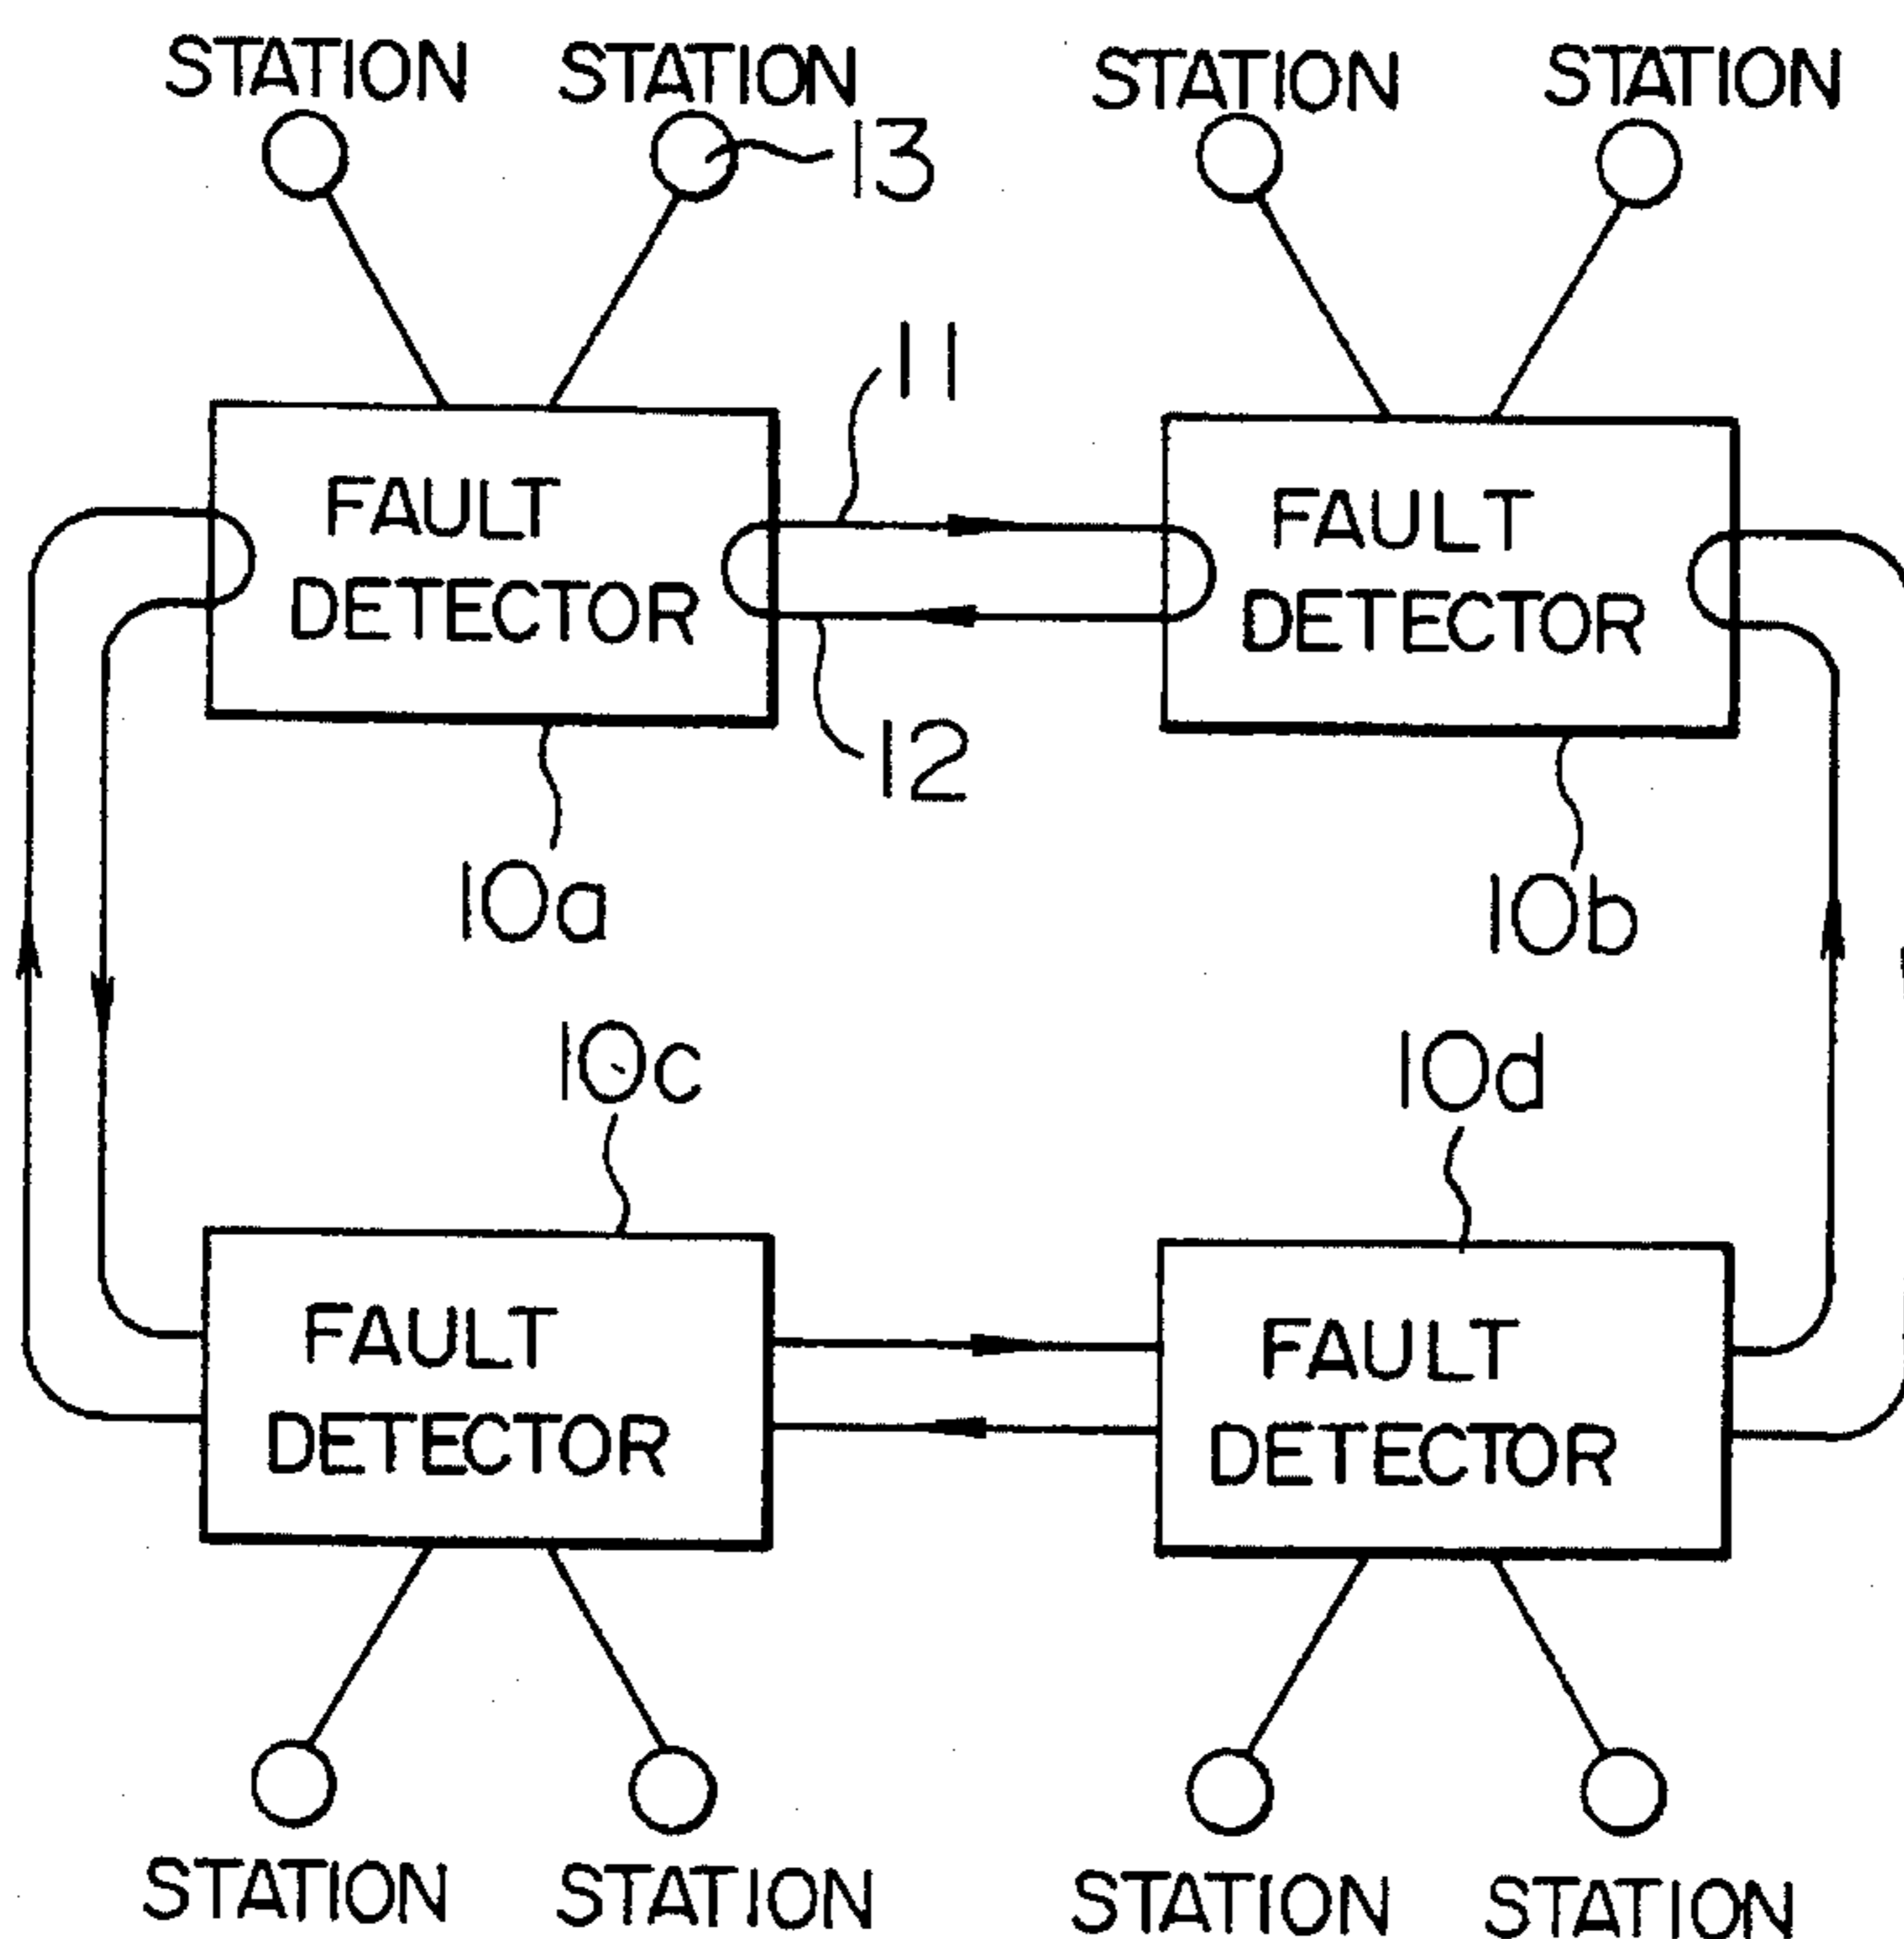 STATION STATION STATION STATION
13
11
FAULT DETECTOR
FAULT DETECTOR
12
10a
10b
10c
10d
FAULT DETECTOR
FAULT DETECTOR
STATION STATION STATION STATION